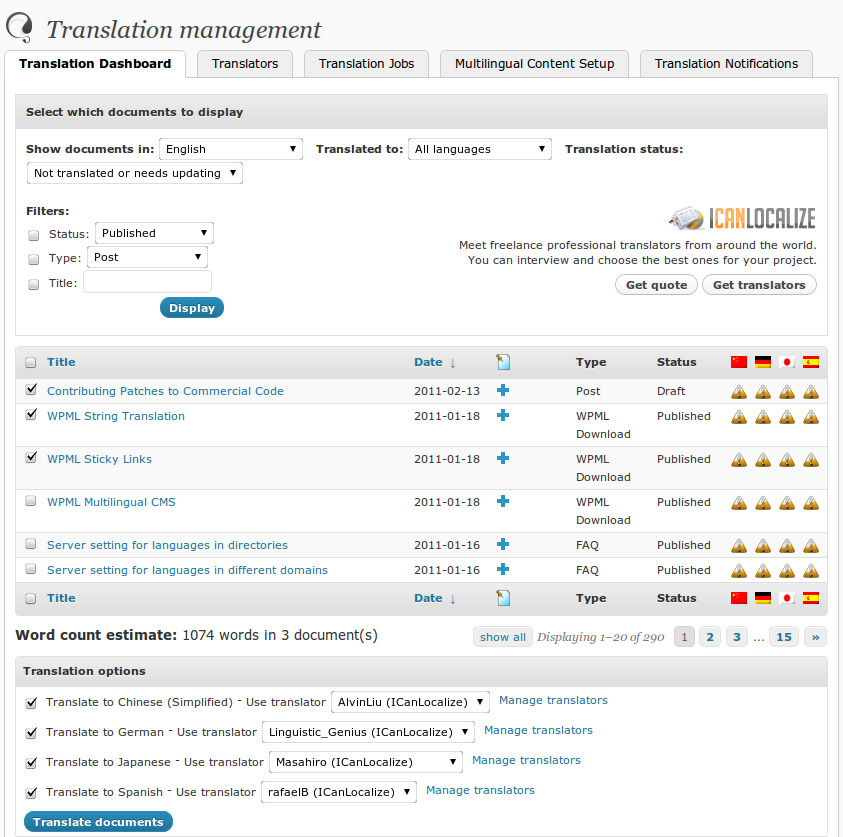 Translation management
Translation Dashboard Translators Translation Jobs Multilingual Content Setup Translation Notifications
Select which documents to display
Show documents in: English Translated to: All languages Translation status:
Not translated or needs updating
Filters:
Status: Published
Type: Post
Title:
Display
ICANLOCALIZE
Meet freelance professional translators from around the world.
You can interview and choose the best ones for your project.
Get quote Get translators
Title Date ↓ Type Status
Contributing Patches to Commercial Code 2011-02-13 Post Draft
WPML String Translation 2011-01-18 WPML Download Published
WPML Sticky Links 2011-01-18 WPML Download Published
WPML Multilingual CMS 2011-01-18 WPML Download Published
Server setting for languages in directories 2011-01-16 FAQ Published
Server setting for languages in different domains 2011-01-16 FAQ Published
Title Date ↓ Type Status
Word count estimate: 1074 words in 3 document(s) show all Displaying 1–20 of 290 1 2 3 ... 15 »
Translation options
Translate to Chinese (Simplified) - Use translator AlvinLiu (ICanLocalize) Manage translators
Translate to German - Use translator Linguistic_Genius (ICanLocalize) Manage translators
Translate to Japanese - Use translator Masahiro (ICanLocalize) Manage translators
Translate to Spanish - Use translator rafaelB (ICanLocalize) Manage translators
Translate documents